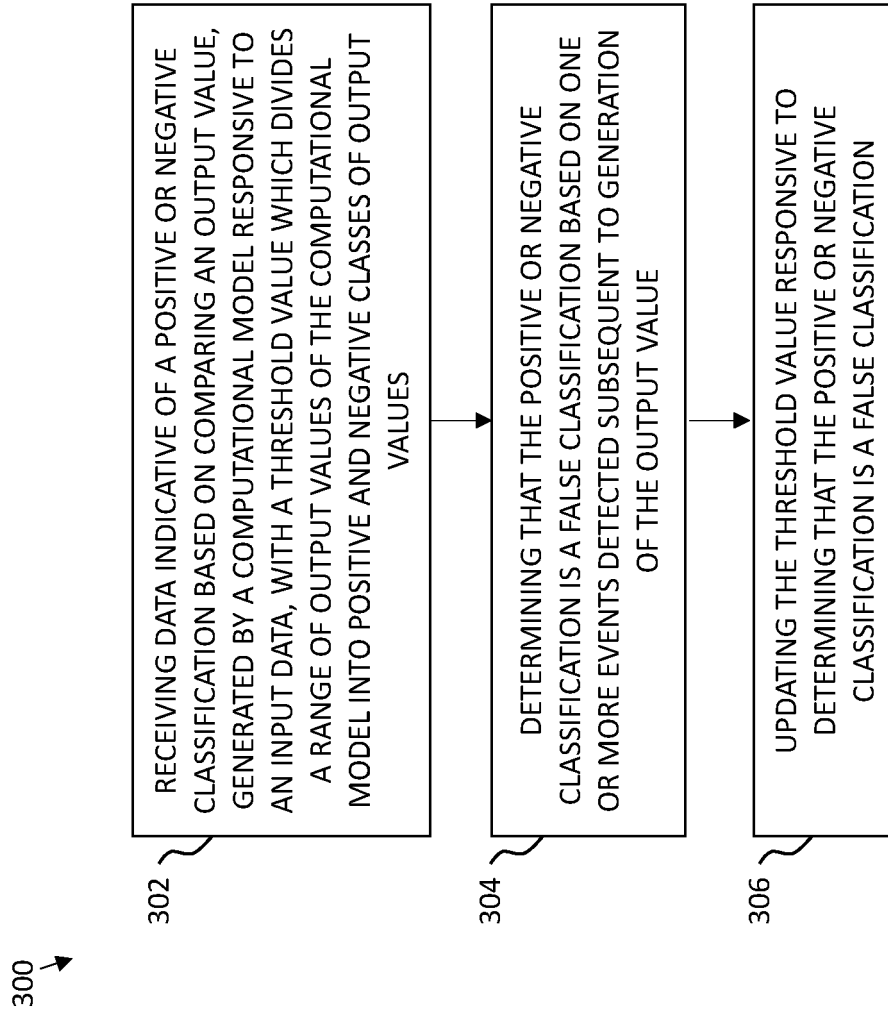 300
302
RECEIVING DATA INDICATIVE OF A POSITIVE OR NEGATIVE
CLASSIFICATION BASED ON COMPARING AN OUTPUT VALUE,
GENERATED BY A COMPUTATIONAL MODEL RESPONSIVE TO
AN INPUT DATA, WITH A THRESHOLD VALUE WHICH DIVIDES
A RANGE OF OUTPUT VALUES OF THE COMPUTATIONAL
MODEL INTO POSITIVE AND NEGATIVE CLASSES OF OUTPUT
VALUES
304
DETERMINING THAT THE POSITIVE OR NEGATIVE
CLASSIFICATION IS A FALSE CLASSIFICATION BASED ON ONE
OR MORE EVENTS DETECTED SUBSEQUENT TO GENERATION
OF THE OUTPUT VALUE
306
UPDATING THE THRESHOLD VALUE RESPONSIVE TO
DETERMINING THAT THE POSITIVE OR NEGATIVE
CLASSIFICATION IS A FALSE CLASSIFICATION